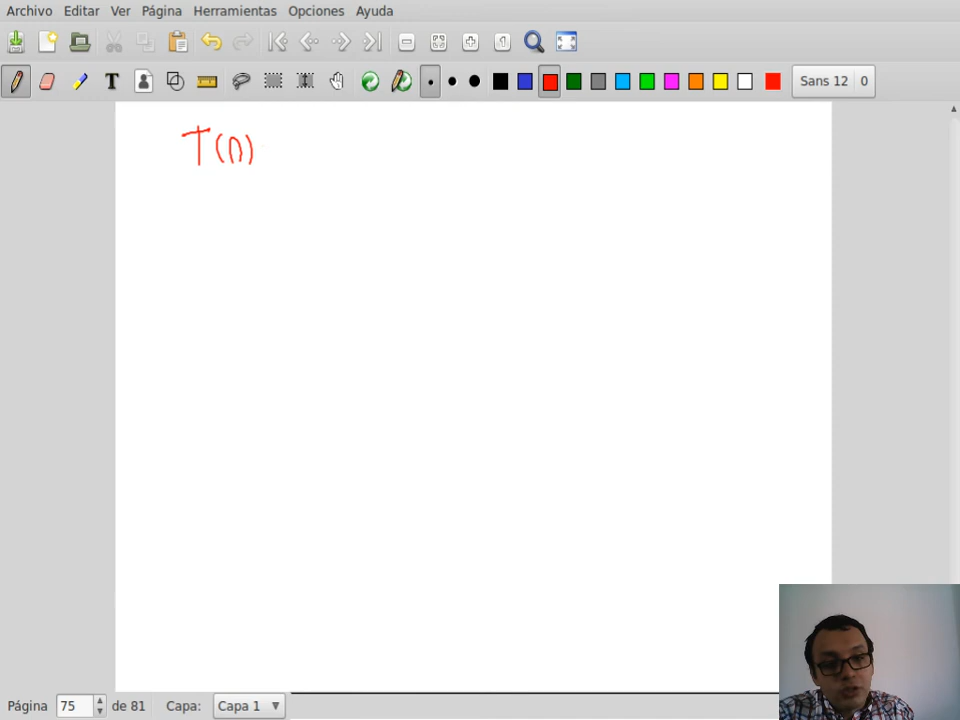 Archivo Editar Ver Página Herramientas Opciones Ayuda
T Sans 12 0
T(n)
Página 75 de 81 Capa: Capa 1